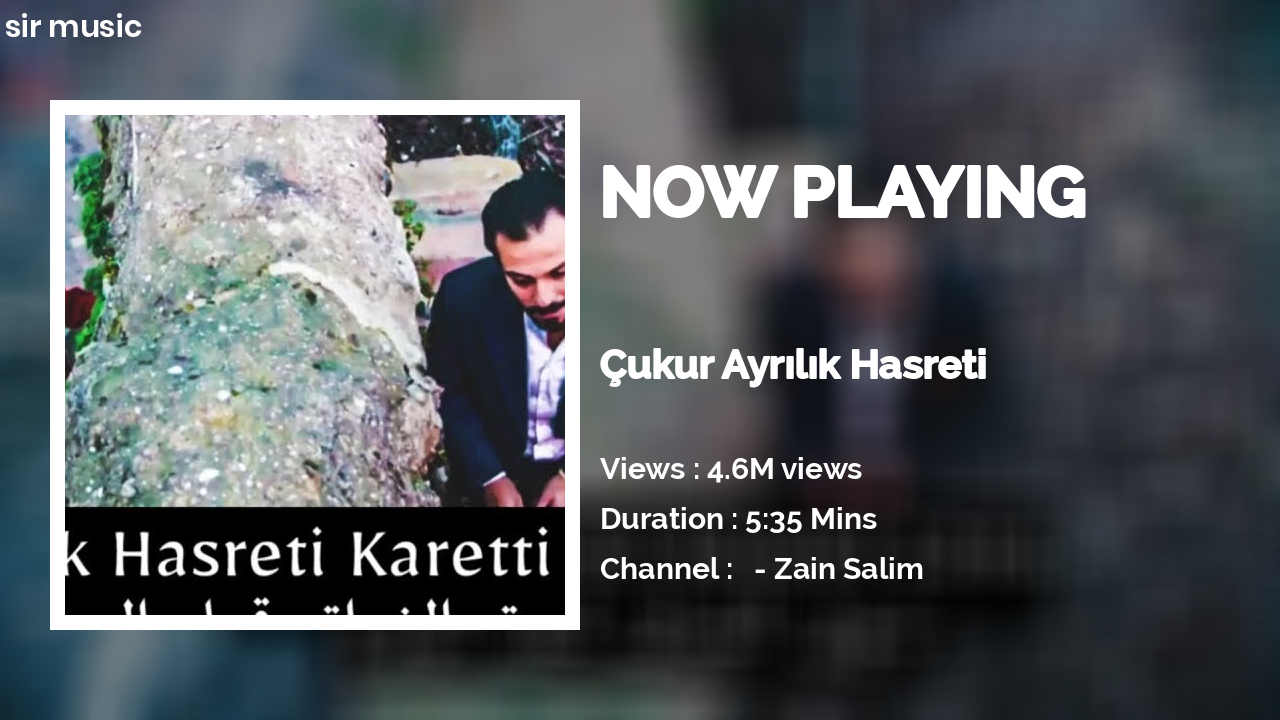 sir music
NOW PLAYING
Çukur Ayrılık Hasreti
Views : 4.6M views
Duration : 5:35 Mins
Channel : - Zain Salim
k Hasreti Karetti